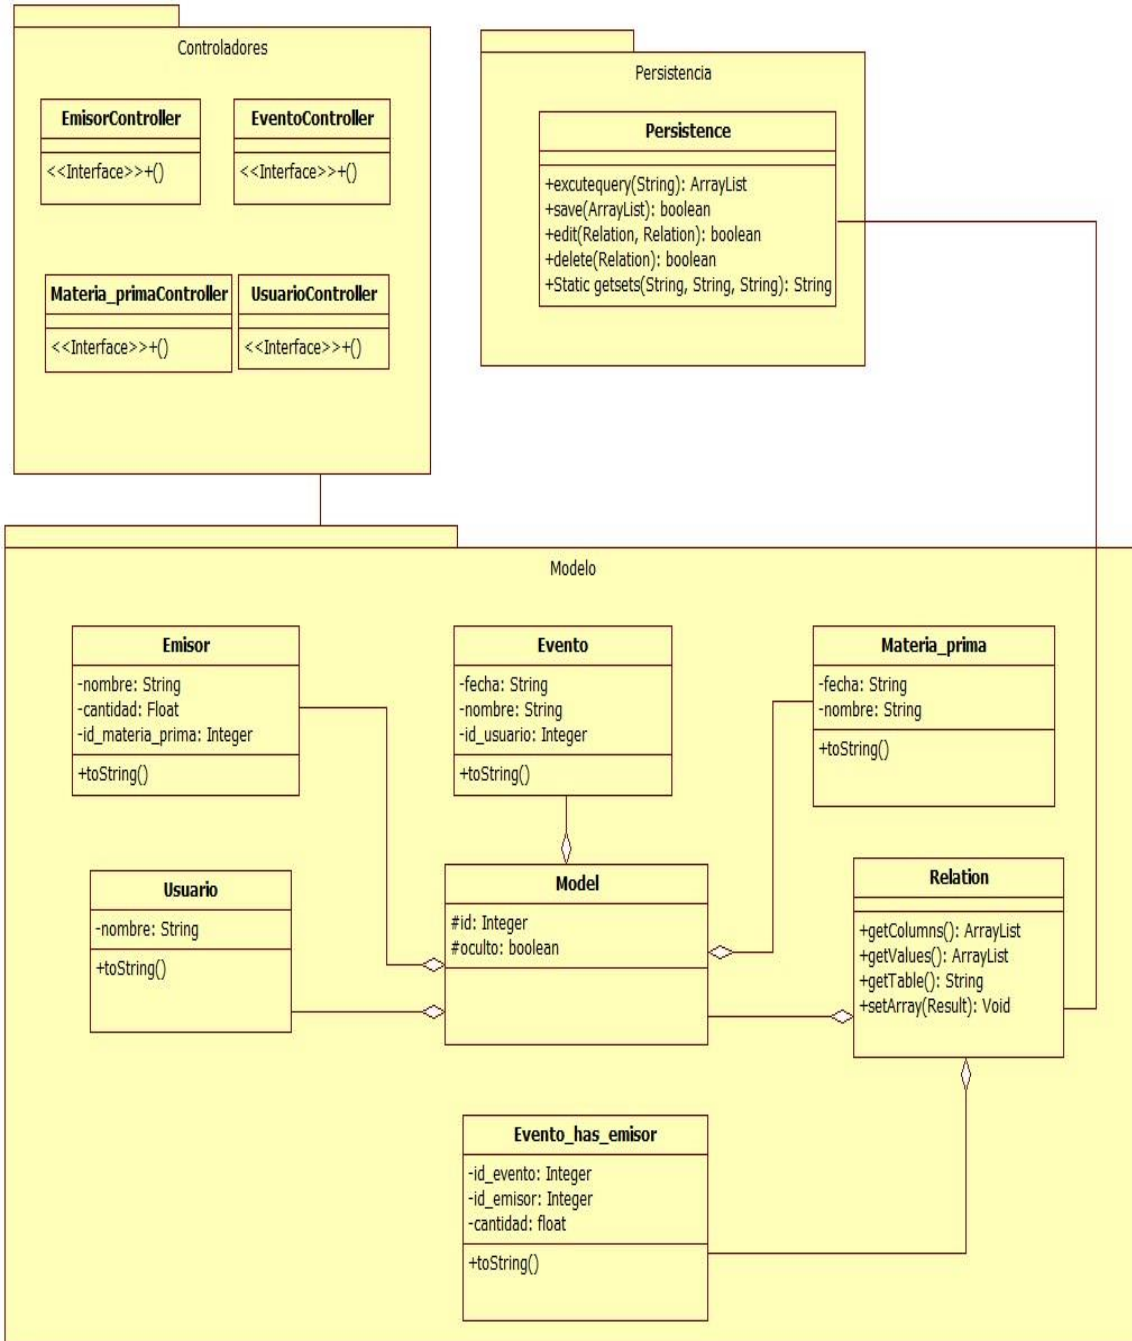 Controladores
EmisorController
<<Interface>>+()
EventoController
<<Interface>>+()
Materia_primaController
<<Interface>>+()
UsuarioController
<<Interface>>+()
Persistencia
Persistence
+excutequery(String): ArrayList
+save(ArrayList): boolean
+edit(Relation, Relation): boolean
+delete(Relation): boolean
+Static getsets(String, String, String): String
Modelo
Emisor
-nombre: String
-cantidad: Float
-id_materia_prima: Integer
+toString()
Evento
-fecha: String
-nombre: String
-id_usuario: Integer
+toString()
Materia_prima
-fecha: String
-nombre: String
+toString()
Usuario
-nombre: String
+toString()
Model
#id: Integer
#oculto: boolean
Relation
+getColumns(): ArrayList
+getValues(): ArrayList
+getTable(): String
+setArray(Result): Void
Evento_has_emisor
-id_evento: Integer
-id_emisor: Integer
-cantidad: float
+toString()